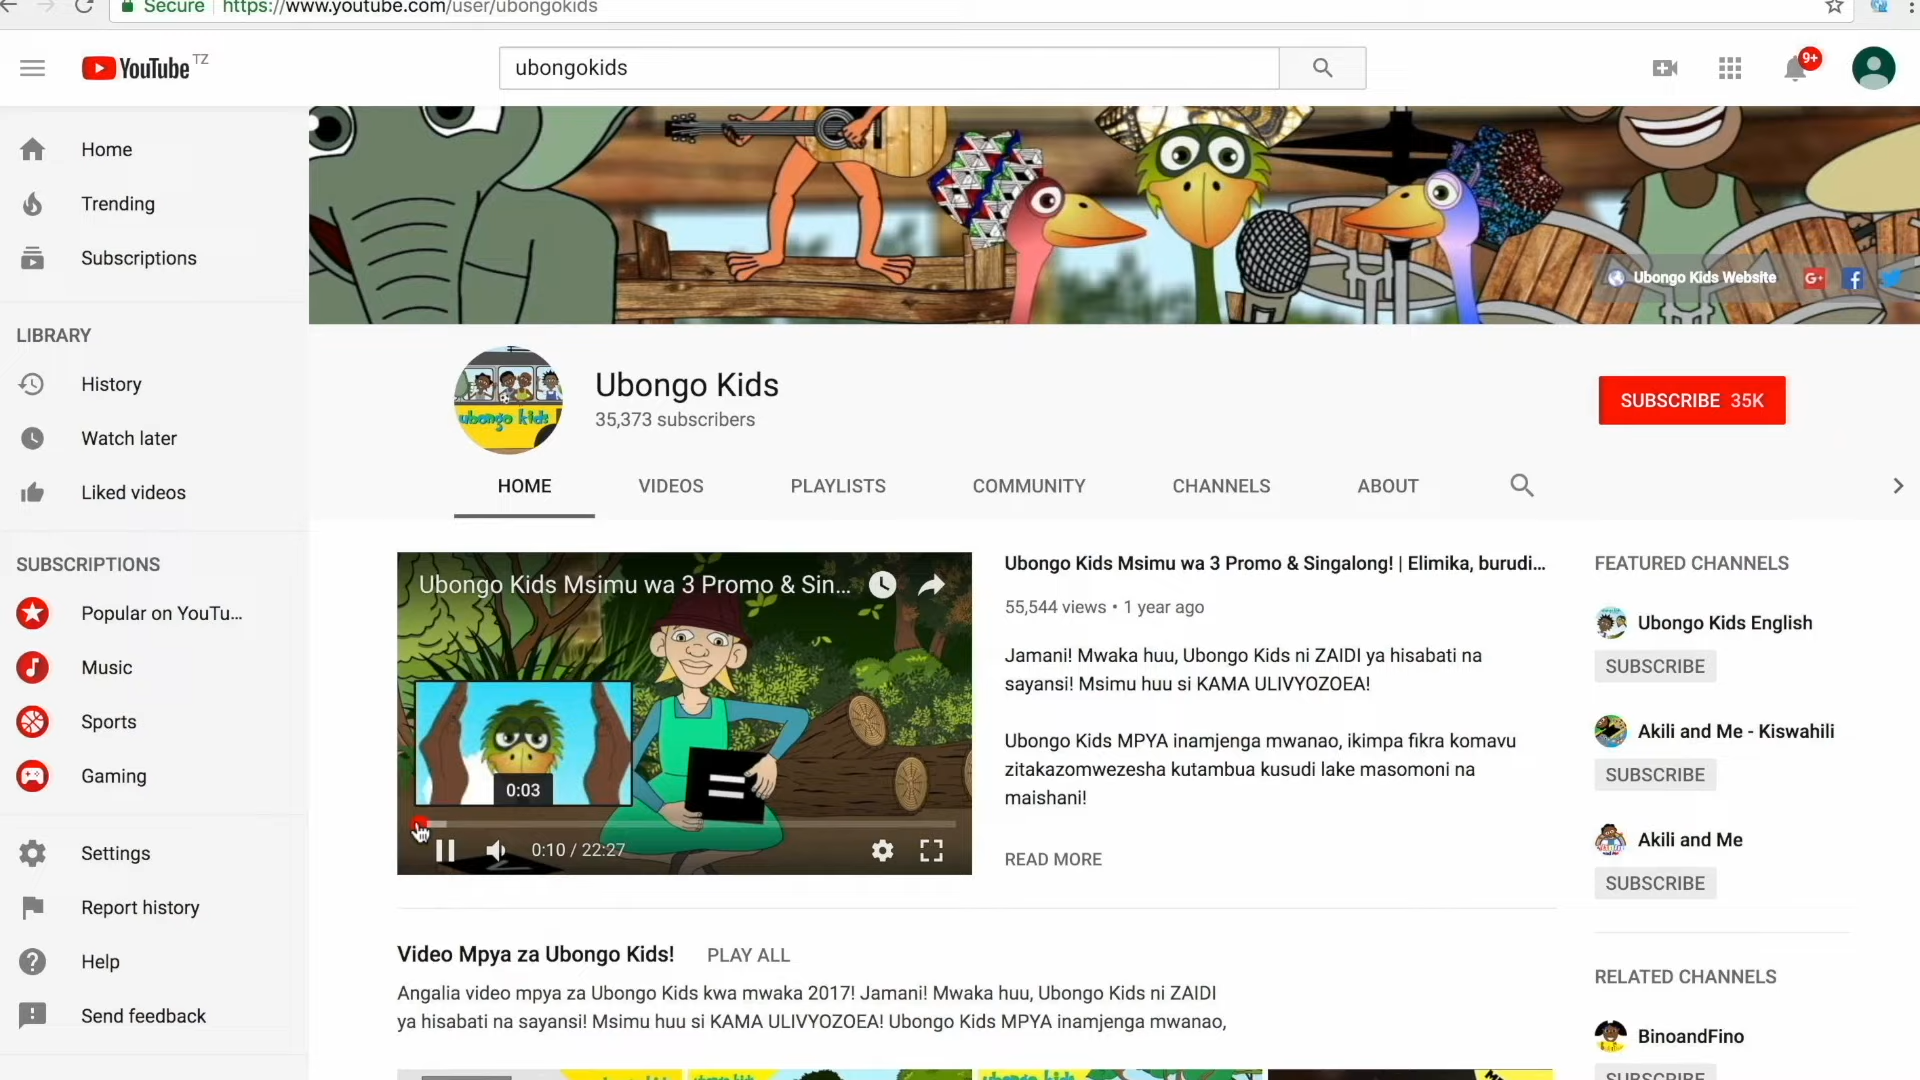 Secure https://www.youtube.com/user/ubongokids
YouTube TZ
ubongokids
9+
Home
Trending
Subscriptions
LIBRARY
History
Watch later
Liked videos
SUBSCRIPTIONS
Popular on YouTu...
Music
Sports
Gaming
Settings
Report history
Help
Send feedback
Ubongo Kids Website
G+
ubongo kids
Ubongo Kids
35,373 subscribers
SUBSCRIBE 35K
HOME
VIDEOS
PLAYLISTS
COMMUNITY
CHANNELS
ABOUT
Ubongo Kids Msimu wa 3 Promo & Sin...
0:03
0:10 / 22:27
Ubongo Kids Msimu wa 3 Promo & Singalong! | Elimika, burudi...
55,544 views • 1 year ago
Jamani! Mwaka huu, Ubongo Kids ni ZAIDI ya hisabati na
sayansi! Msimu huu si KAMA ULIVYOZOEA!
Ubongo Kids MPYA inamjenga mwanao, ikimpa fikra komavu
zitakazomwezesha kutambua kusudi lake masomoni na
maishani!
READ MORE
FEATURED CHANNELS
Ubongo Kids English
SUBSCRIBE
Akili and Me - Kiswahili
SUBSCRIBE
Akili and Me
SUBSCRIBE
RELATED CHANNELS
BinoandFino
SUBSCRIBE
Video Mpya za Ubongo Kids! PLAY ALL
Angalia video mpya za Ubongo Kids kwa mwaka 2017! Jamani! Mwaka huu, Ubongo Kids ni ZAIDI
ya hisabati na sayansi! Msimu huu si KAMA ULIVYOZOEA! Ubongo Kids MPYA inamjenga mwanao,